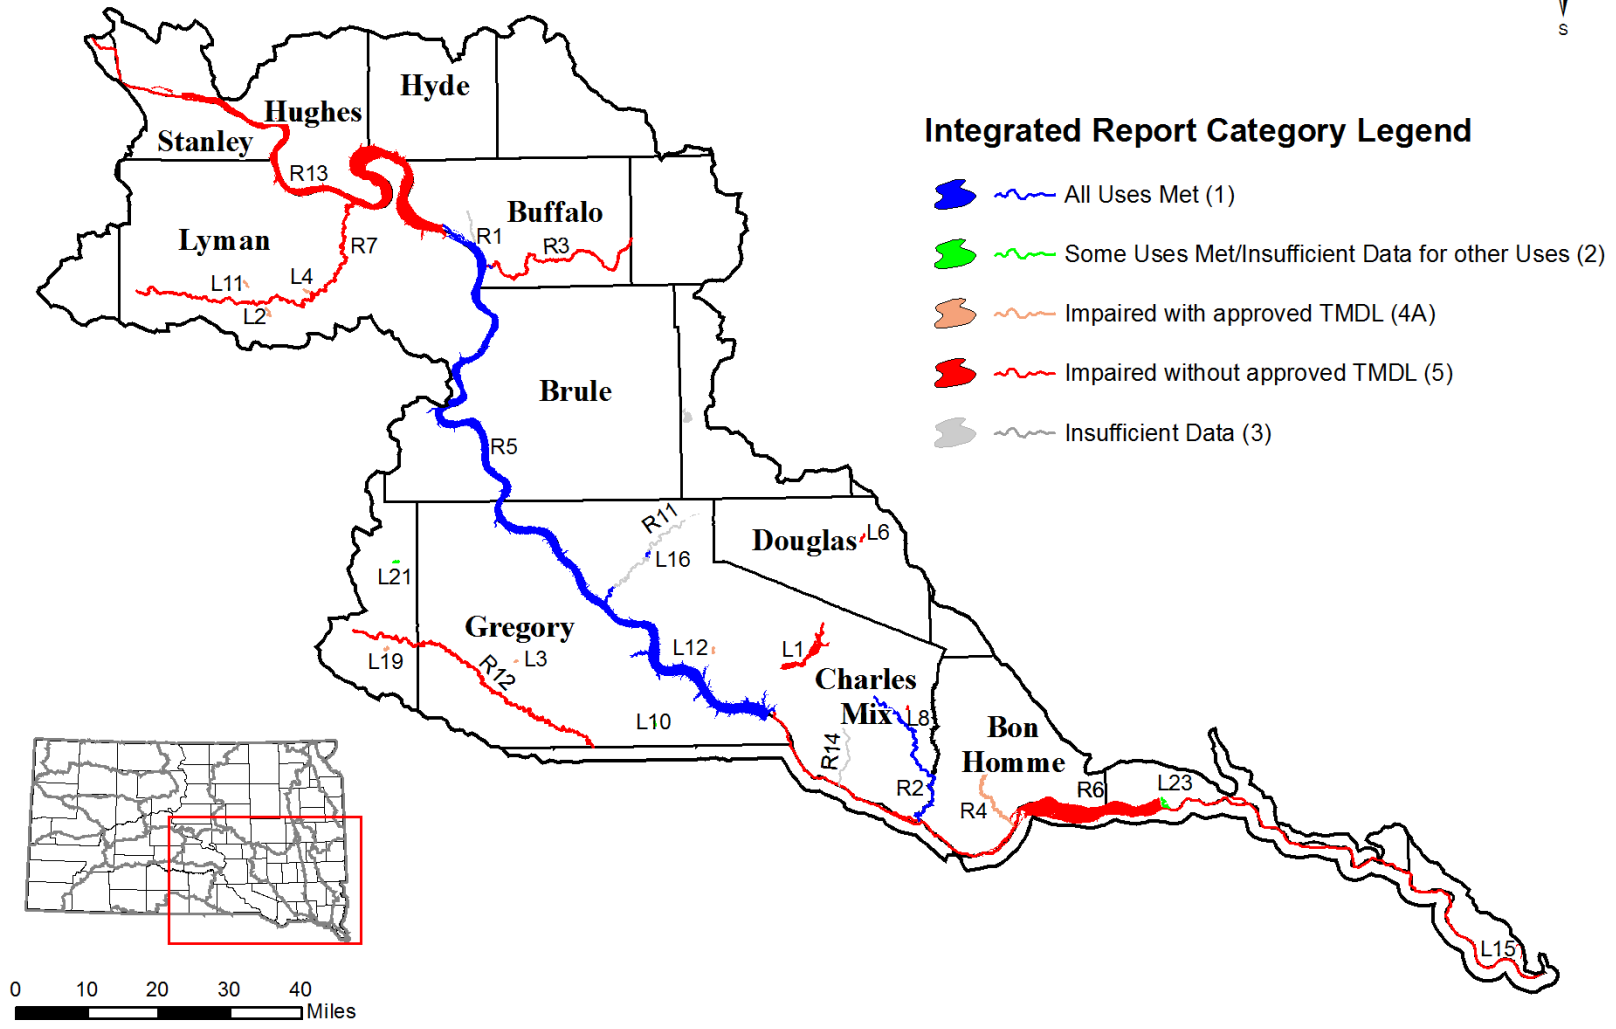 S
Hyde
Hughes
Stanley
Integrated Report Category Legend
All Uses Met (1)
Some Uses Met/Insufficient Data for other Uses (2)
Impaired with approved TMDL (4A)
Impaired without approved TMDL (5)
Insufficient Data (3)
R13
Buffalo
Lyman
R1
R3
R7
L11
L4
L2
Brule
R5
R11
Douglas
L6
L16
L21
Gregory
L12
L1
L19
L3
R12
Charles
Mix
L8
L10
Bon
Homme
R14
R2
R4
R6
L23
L15
0 10 20 30 40
Miles